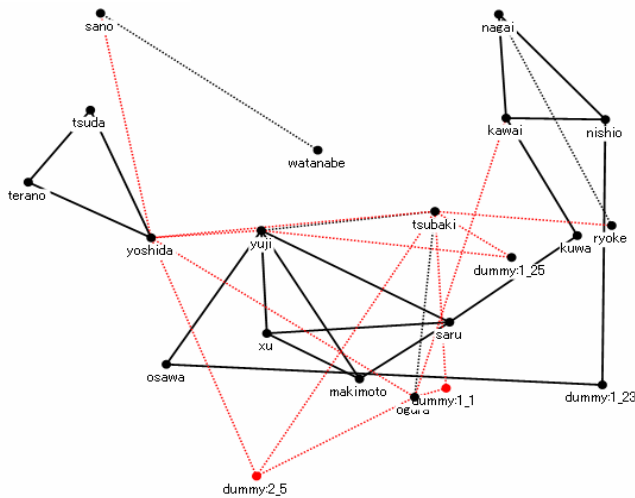 sano
nagai
tsuda
kawai
nishio
watanabe
terano
tsubaki
yoshida
yuji
kuwa
ryoke
dummy:1_25
xu
saru
osawa
makimoto
ogura
dummy:1_1
dummy:1_23
dummy:2_5